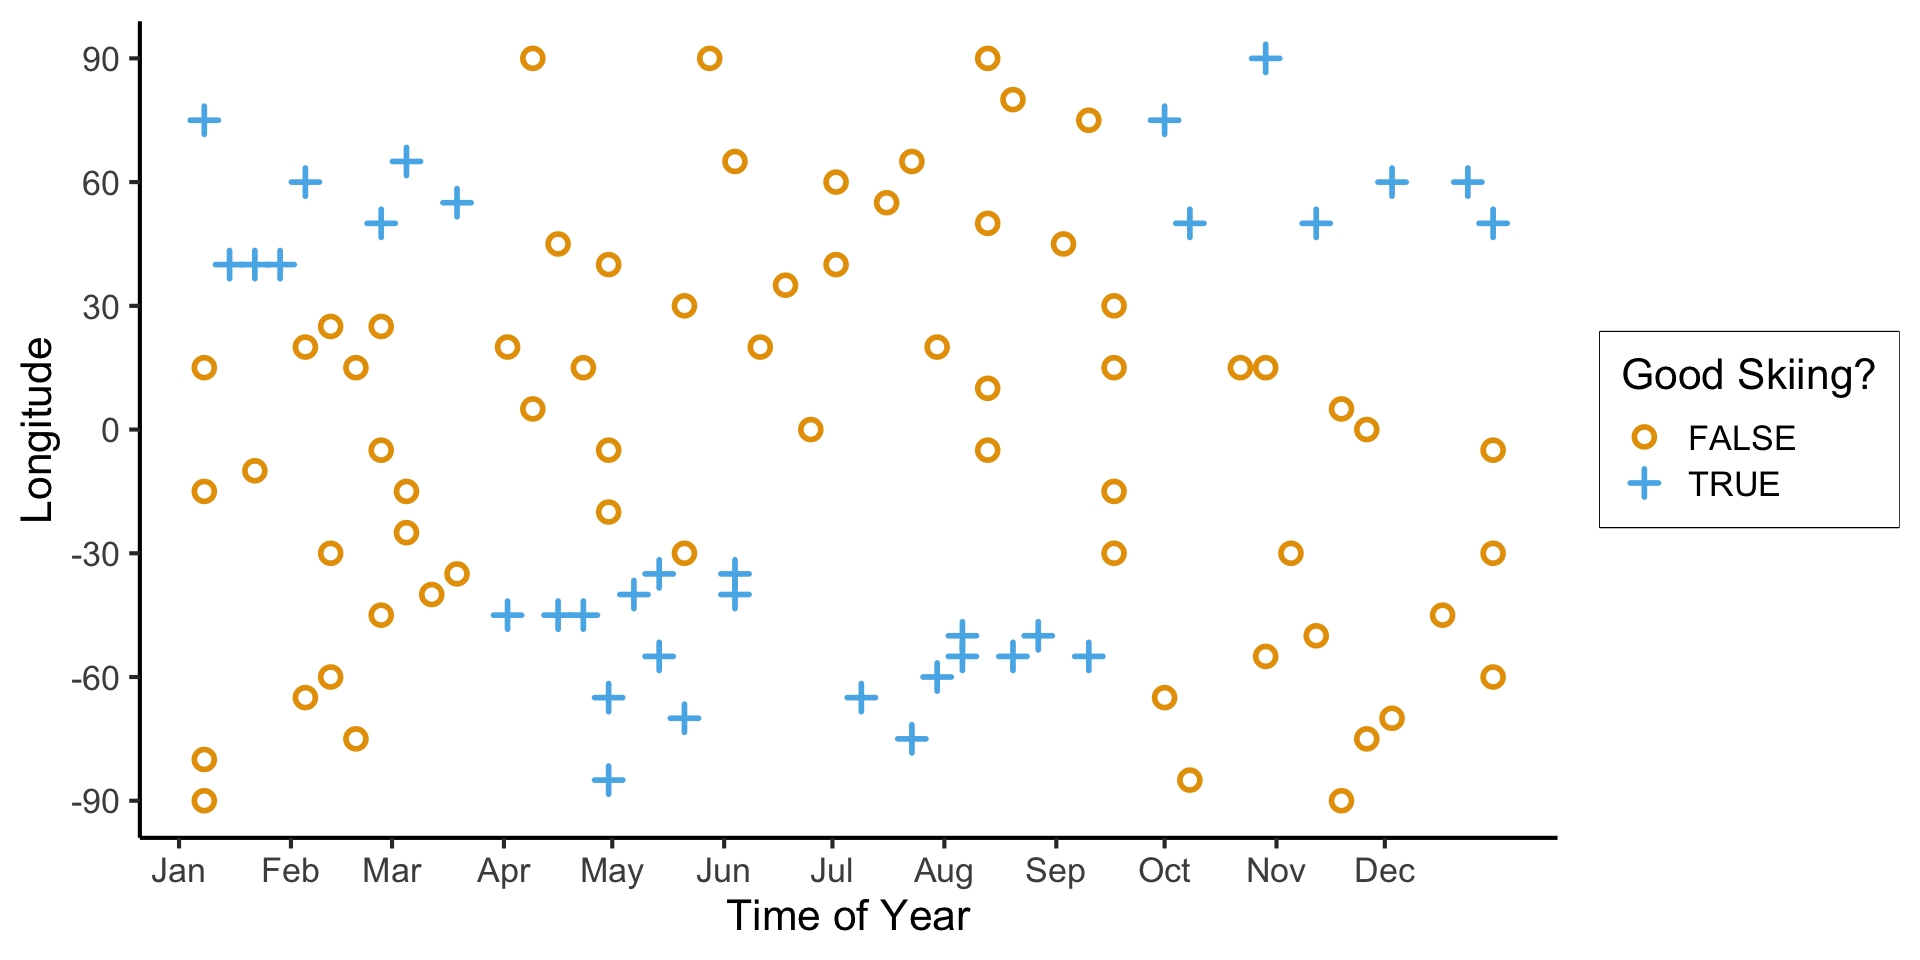 90
60
30
0
-30
-60
-90
Longitude
Jan Feb Mar Apr May Jun Jul Aug Sep Oct Nov Dec
Time of Year
Good Skiing?
FALSE
TRUE